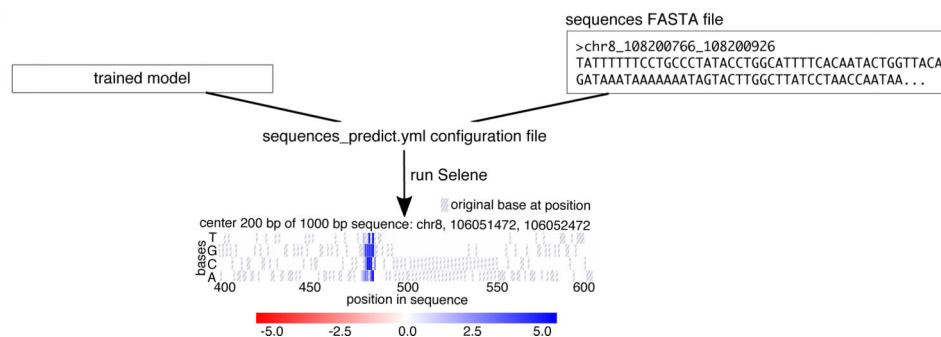 sequences FASTA file
>chr8_108200766_108200926
TATTTTTTCCTGCCCTATACCTGGCATTTTCACAATACTGGTTACA
GATAAATAAAAAAATAGTACTTGGCTTATCCTAACCAATAA...
trained model
sequences_predict.yml configuration file
run Selene
original base at position
center 200 bp of 1000 bp sequence: chr8, 106051472, 106052472
bases
T
G
C
A
400 450 500 550 600
position in sequence
-5.0 -2.5 0.0 2.5 5.0